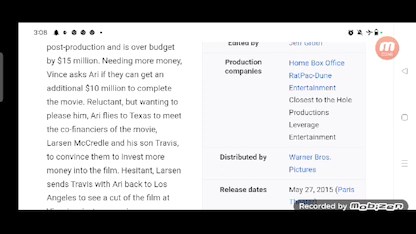 3:08
post-production and is over budget
by $15 million. Needing more money,
Vince asks Ari if they can get an
additional $10 million to complete
the movie. Reluctant, but wanting to
please him, Ari flies to Texas to meet
the co-financiers of the movie,
Larsen McCredle and his son Travis,
to convince them to invest more
money into the film. Hesitant, Larsen
sends Travis with Ari back to Los
Angeles to see a cut of the film at
Edited by
Production
companies
Home Box Office
RatPac-Dune
Entertainment
Closest to the Hole
Productions
Leverage
Entertainment
Distributed by
Warner Bros.
Pictures
Release dates
May 27, 2015 (Paris
Recorded by Mobizen